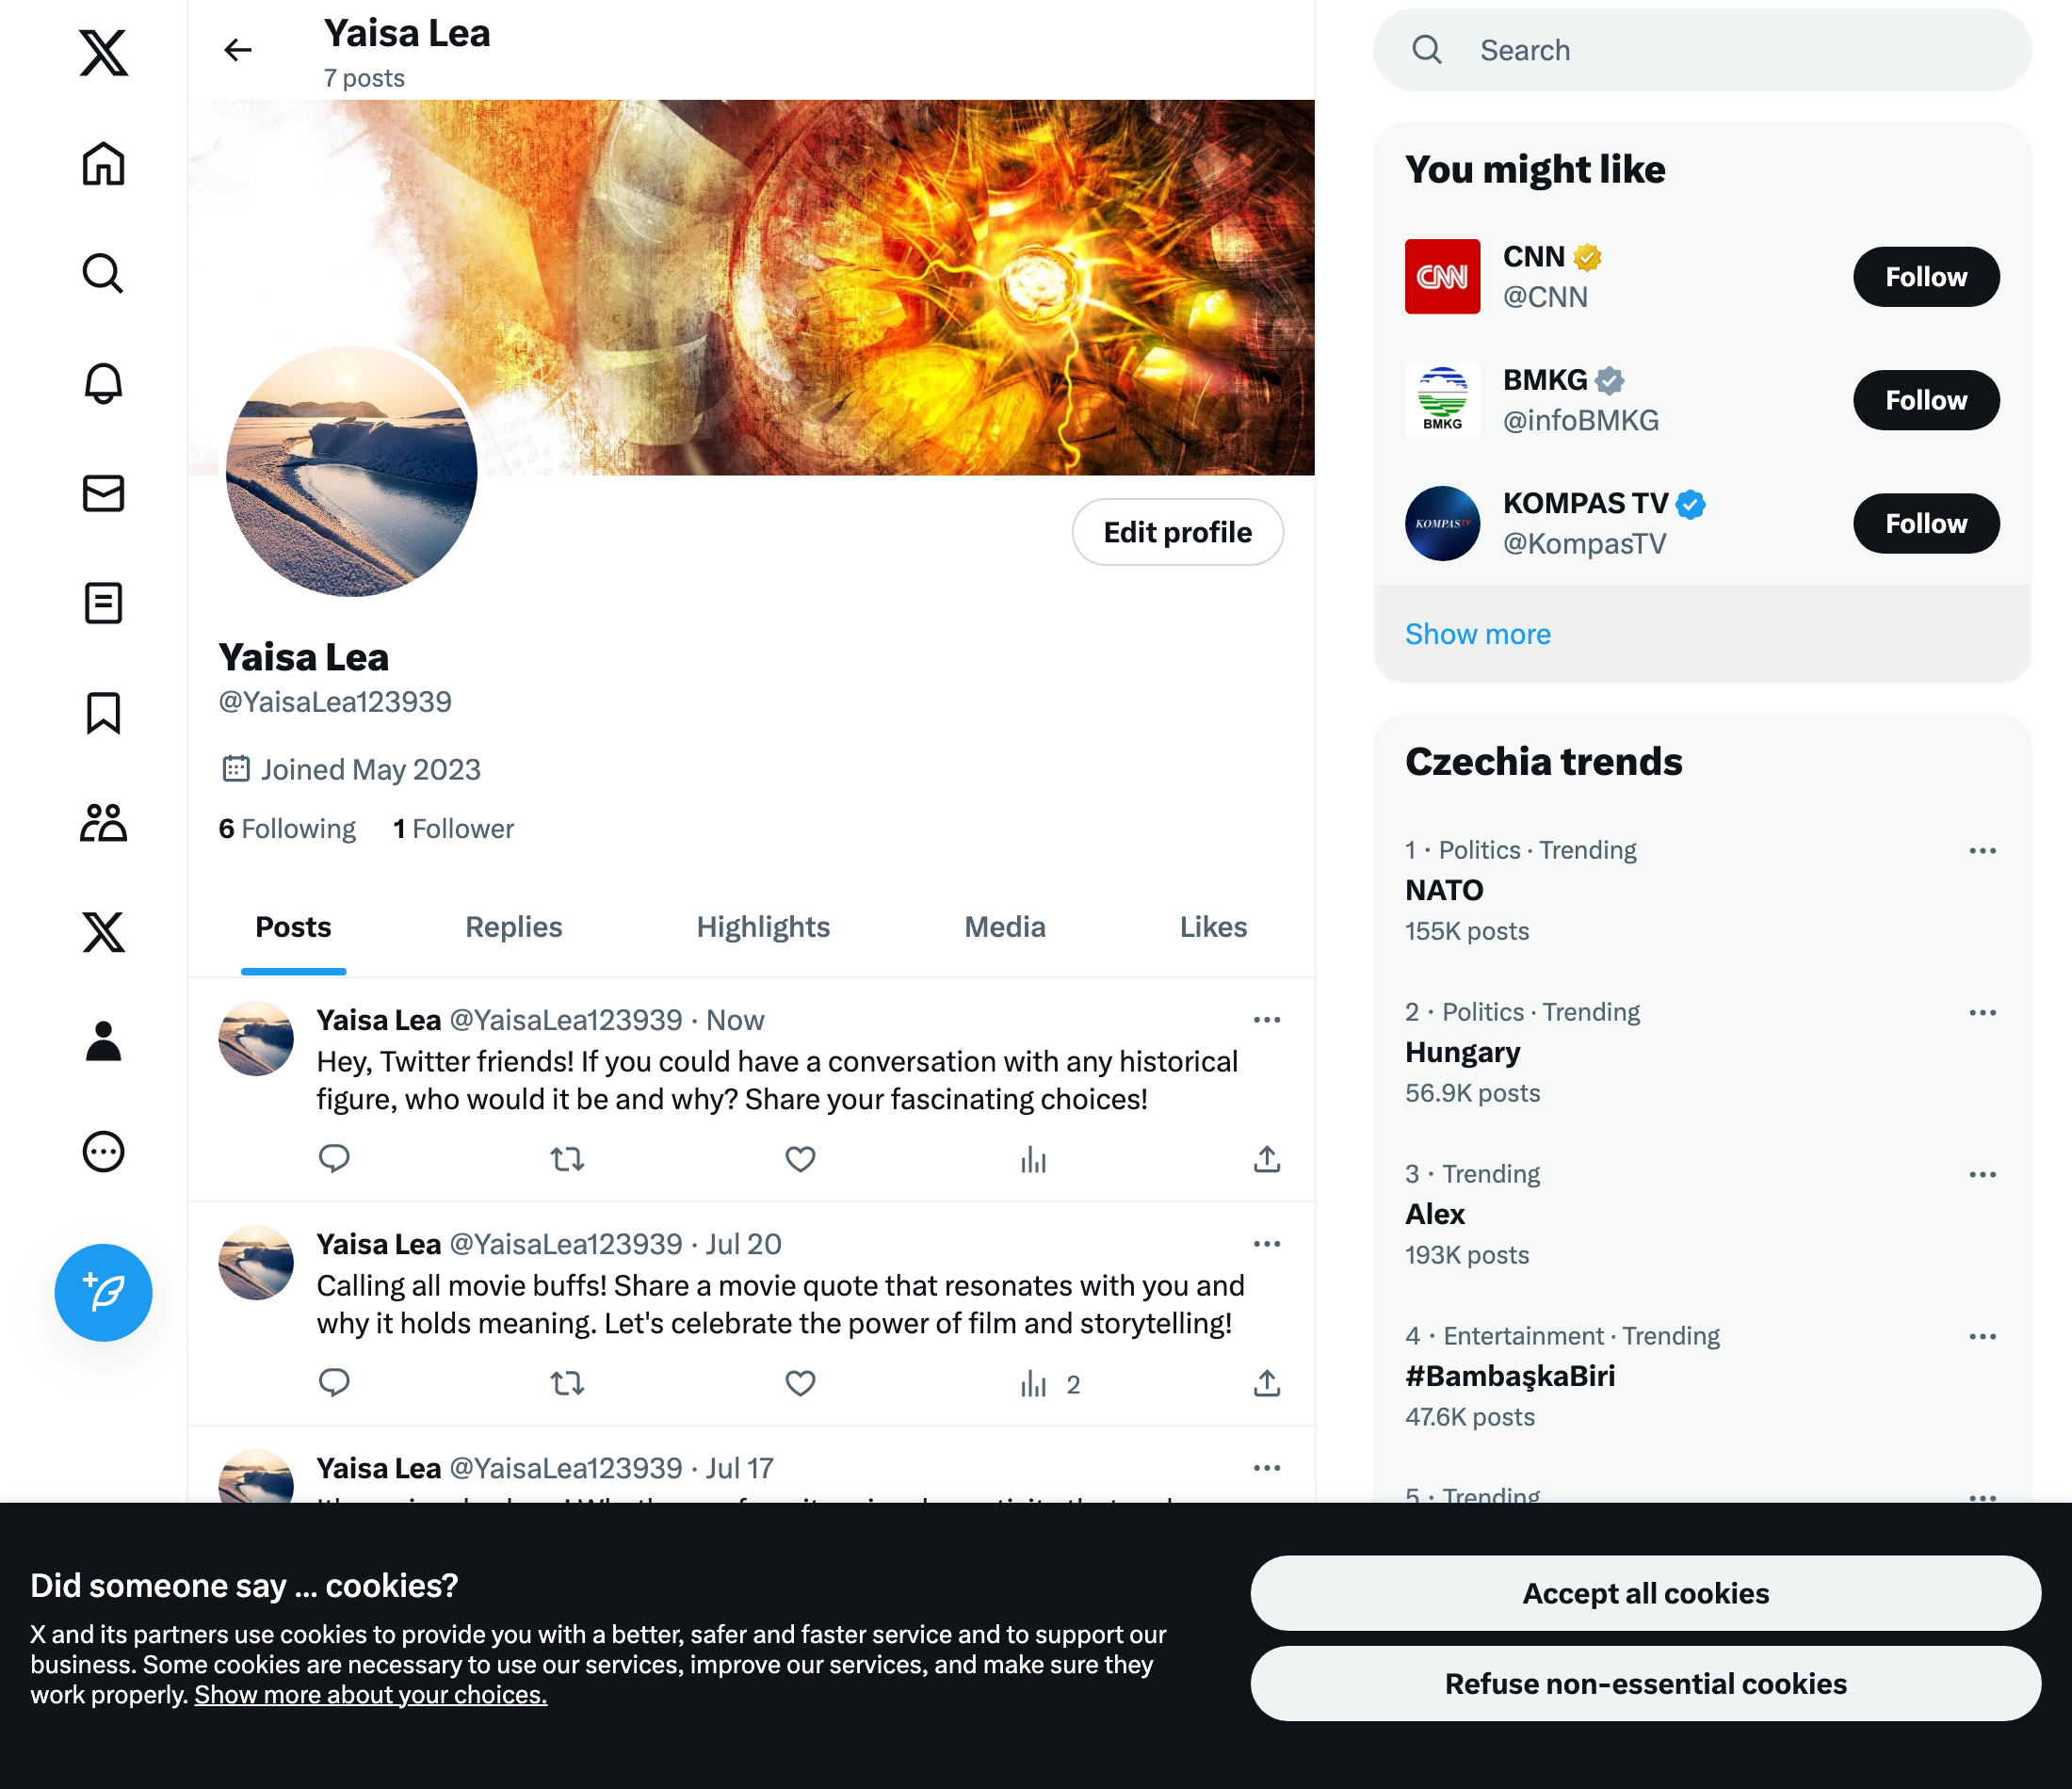 Yaisa Lea
7 posts
Edit profile
Yaisa Lea
@YaisaLea123939
Joined May 2023
6 Following 1 Follower
Posts Replies Highlights Media Likes
Yaisa Lea @YaisaLea123939 · Now
Hey, Twitter friends! If you could have a conversation with any historical
figure, who would it be and why? Share your fascinating choices!
Yaisa Lea @YaisaLea123939 · Jul 20
Calling all movie buffs! Share a movie quote that resonates with you and
why it holds meaning. Let's celebrate the power of film and storytelling!
2
Yaisa Lea @YaisaLea123939 · Jul 17
Search
You might like
CNN
CNN
@CNN
Follow
BMKG
BMKG
@infoBMKG
Follow
KOMPAS TV
KOMPAS TV
@KompasTV
Follow
Show more
Czechia trends
1 · Politics · Trending
NATO
155K posts
2 · Politics · Trending
Hungary
56.9K posts
3 · Trending
Alex
193K posts
4 · Entertainment · Trending
#BambaşkaBiri
47.6K posts
5 · Trending
Did someone say ... cookies?
X and its partners use cookies to provide you with a better, safer and faster service and to support our
business. Some cookies are necessary to use our services, improve our services, and make sure they
work properly. Show more about your choices.
Accept all cookies
Refuse non-essential cookies